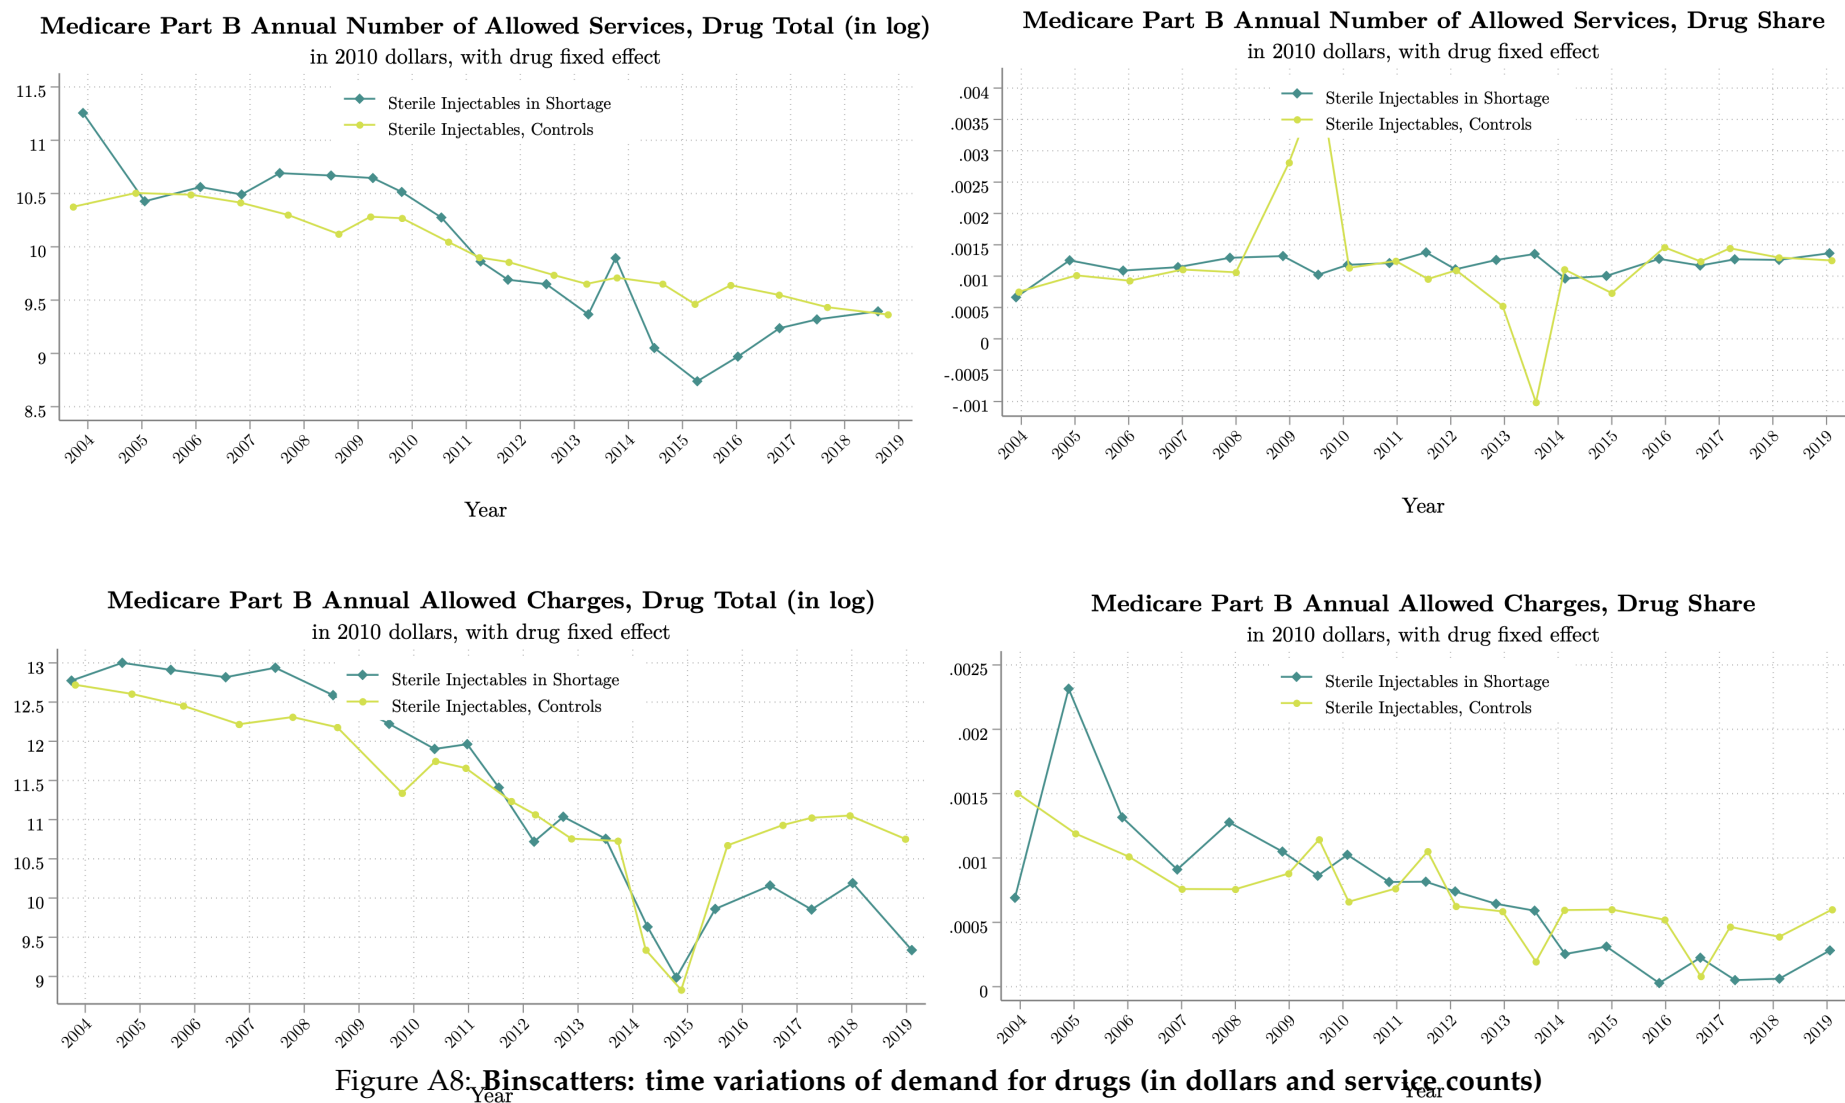 Medicare Part B Annual Number of Allowed Services, Drug Total (in log)
in 2010 dollars, with drug fixed effect
Sterile Injectables in Shortage
Sterile Injectables, Controls
11.5
11
10.5
10
9.5
9
8.5
2004 2005 2006 2007 2008 2009 2010 2011 2012 2013 2014 2015 2016 2017 2018 2019
Year
Medicare Part B Annual Number of Allowed Services, Drug Share
in 2010 dollars, with drug fixed effect
Sterile Injectables in Shortage
Sterile Injectables, Controls
.004
.0035
.003
.0025
.002
.0015
.001
.0005
0
-.0005
-.001
2004 2005 2006 2007 2008 2009 2010 2011 2012 2013 2014 2015 2016 2017 2018 2019
Year
Medicare Part B Annual Allowed Charges, Drug Total (in log)
in 2010 dollars, with drug fixed effect
Sterile Injectables in Shortage
Sterile Injectables, Controls
13
12.5
12
11.5
11
10.5
10
9.5
9
2004 2005 2006 2007 2008 2009 2010 2011 2012 2013 2014 2015 2016 2017 2018 2019
Year
Medicare Part B Annual Allowed Charges, Drug Share
in 2010 dollars, with drug fixed effect
Sterile Injectables in Shortage
Sterile Injectables, Controls
.0025
.002
.0015
.001
.0005
0
2004 2005 2006 2007 2008 2009 2010 2011 2012 2013 2014 2015 2016 2017 2018 2019
Year
Figure A8: Binscatters: time variations of demand for drugs (in dollars and service counts)